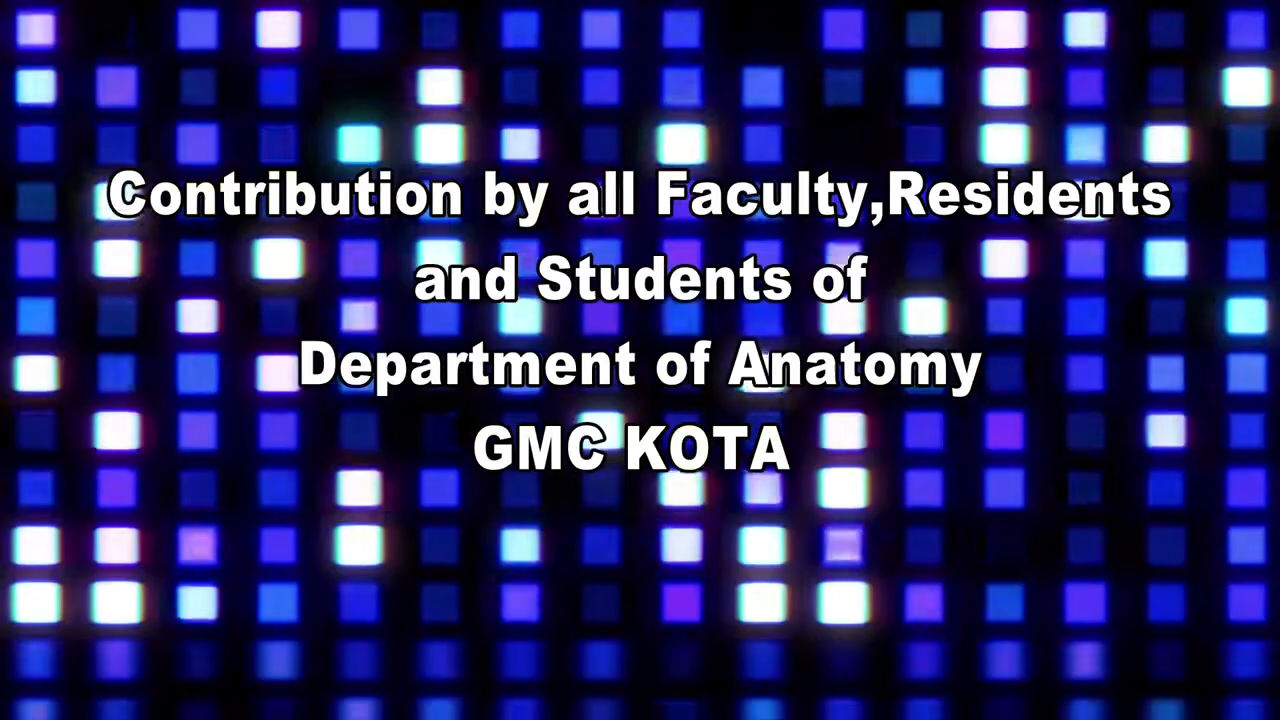 Contribution by all Faculty,Residents
and Students of
Department of Anatomy
GMC KOTA